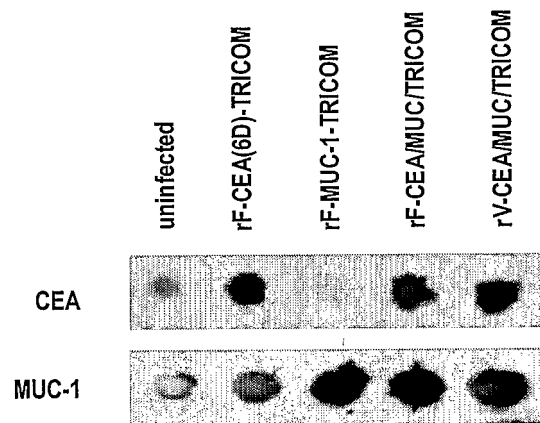 uninfected
rF-CEA(6D)-TRICOM
rF-MUC-1-TRICOM
rF-CEA/MUC/TRICOM
rV-CEA/MUC/TRICOM
CEA
MUC-1